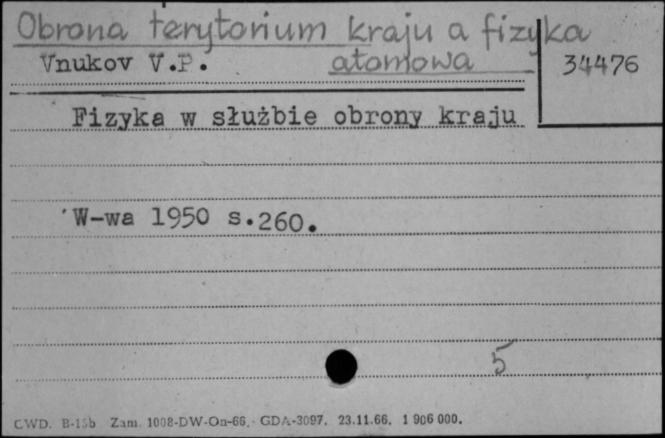 Obrona terytorium kraju a fizyka
atomowa
Vnukov V.P.
34476
Fizyka w służbie obrony kraju
W-wa 1950 s.260.
5
CWD. B-15b Zam. 1008-DW-On-66. GDA-3097. 23.11.66. 1 906 000.